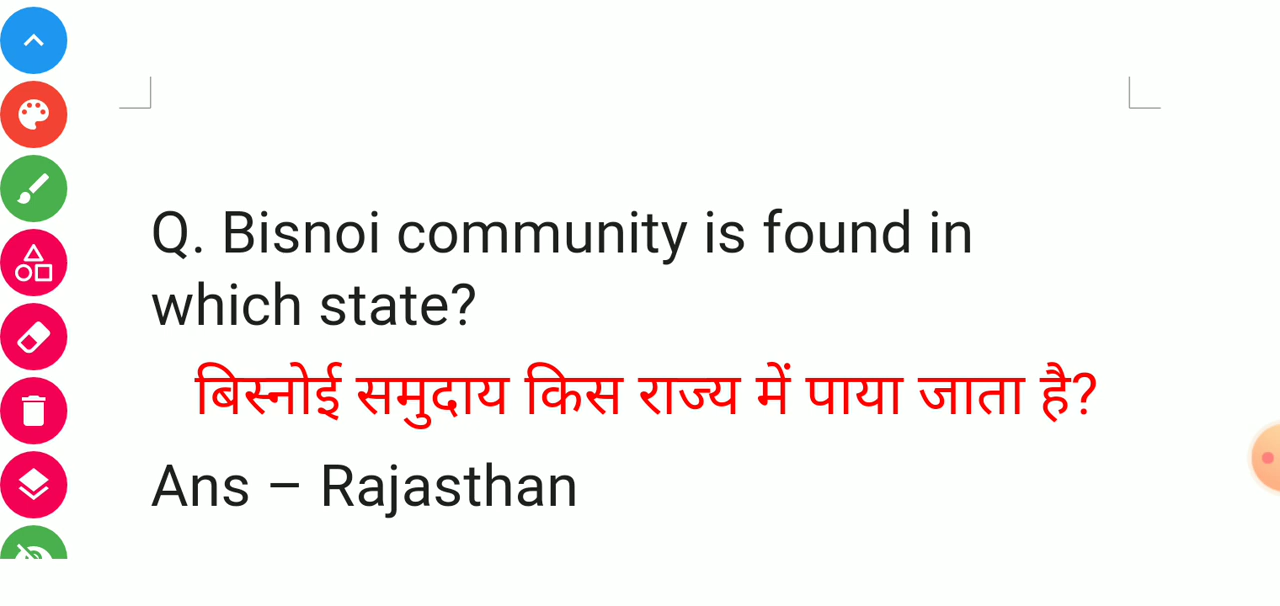 Q. Bisnoi community is found in
which state?
बिस्नोई समुदाय किस राज्य में पाया जाता है?
Ans – Rajasthan